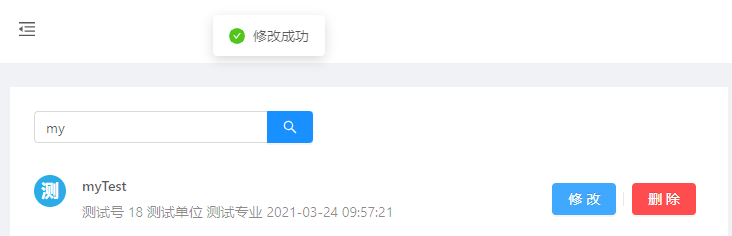 修改成功
my
测
myTest
修 改
删 除
测试号 18 测试单位 测试专业 2021-03-24 09:57:21